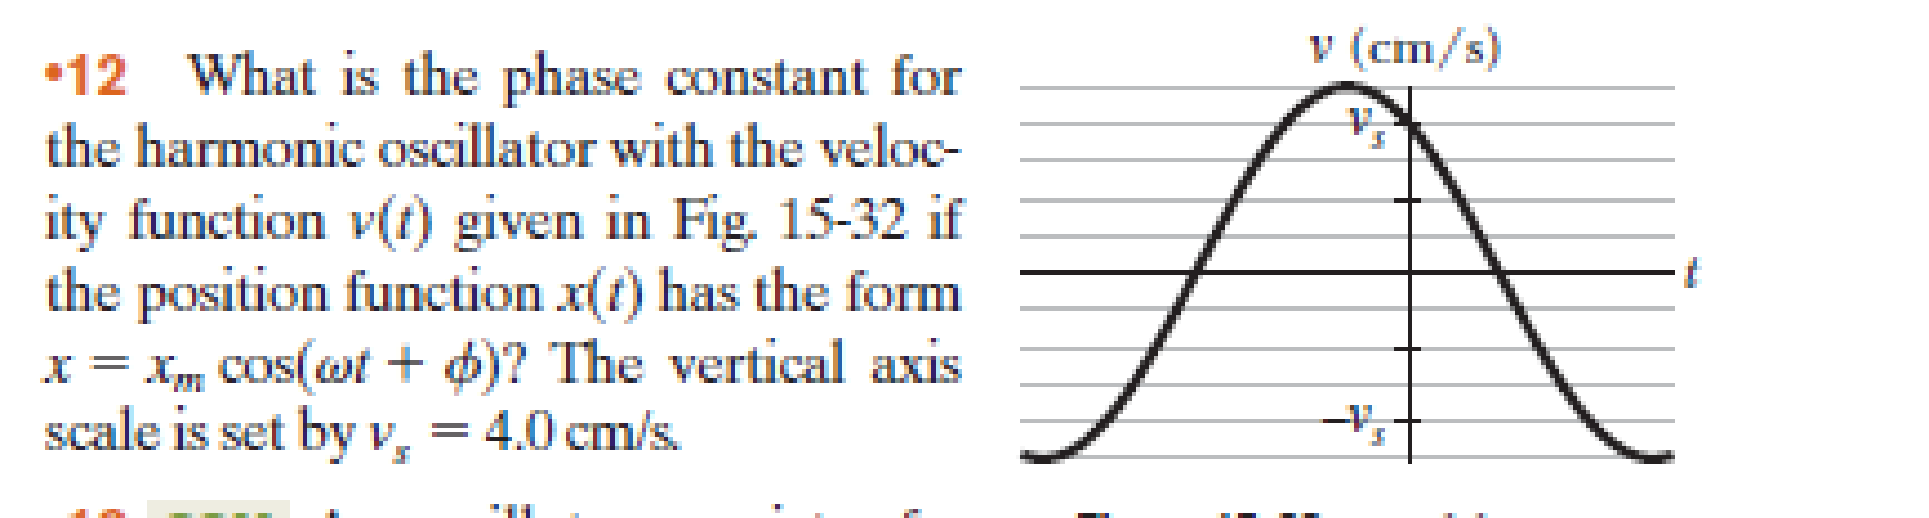 •12 What is the phase constant for
the harmonic oscillator with the veloc-
ity function v(t) given in Fig. 15-32 if
the position function x(t) has the form
x = xₘ cos(ωt + ϕ)? The vertical axis
scale is set by vₛ = 4.0 cm/s.
v (cm/s)
vₛ
t
−vₛ